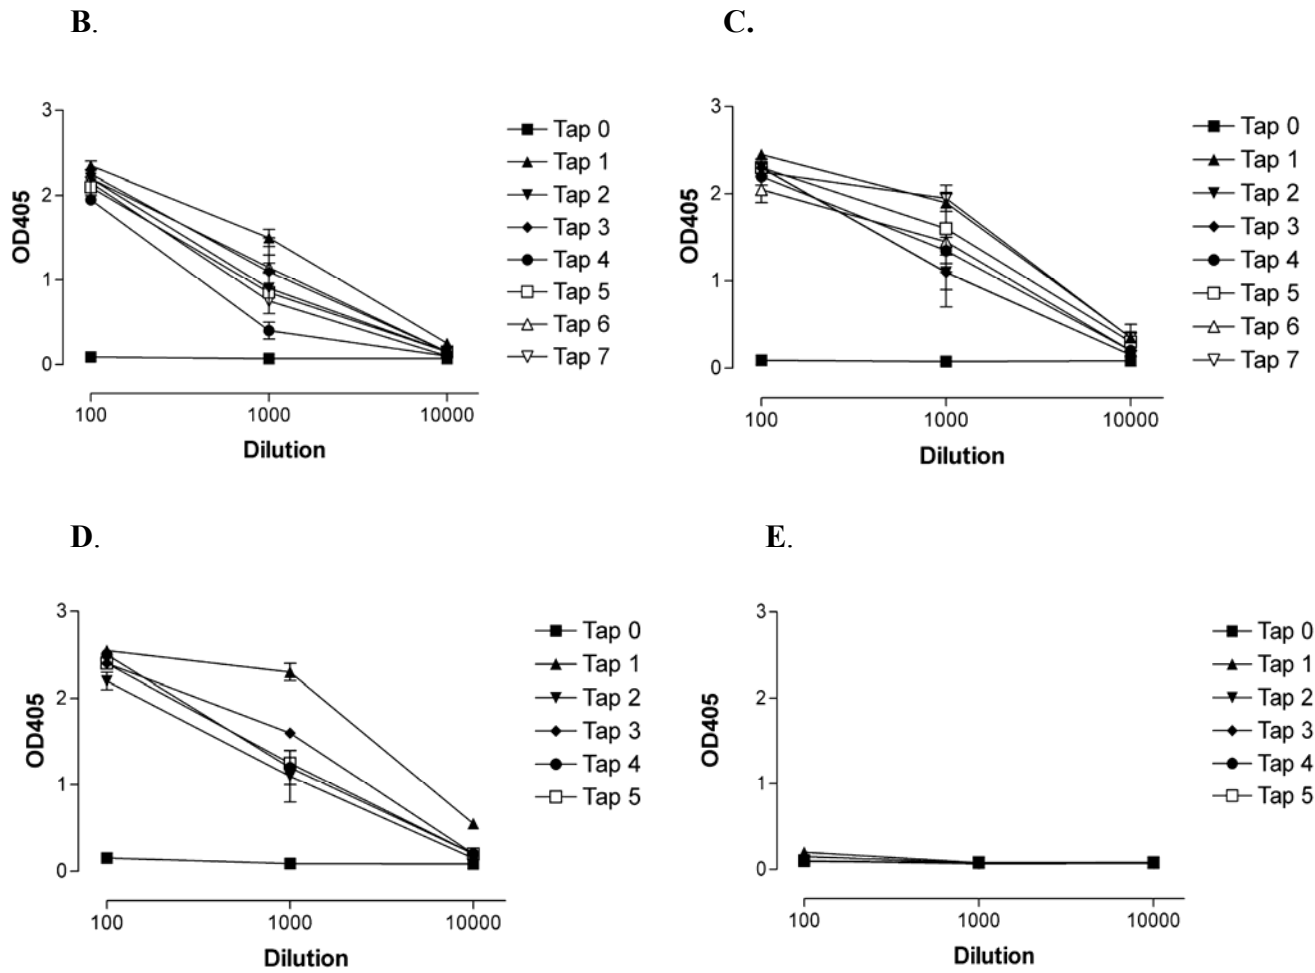 B.
3
2
1
0
OD405
100 1000 10000
Dilution
Tap 0
Tap 1
Tap 2
Tap 3
Tap 4
Tap 5
Tap 6
Tap 7
C.
3
2
1
0
OD405
100 1000 10000
Dilution
Tap 0
Tap 1
Tap 2
Tap 3
Tap 4
Tap 5
Tap 6
Tap 7
D.
3
2
1
0
OD405
100 1000 10000
Dilution
Tap 0
Tap 1
Tap 2
Tap 3
Tap 4
Tap 5
E.
3
2
1
0
OD405
100 1000 10000
Dilution
Tap 0
Tap 1
Tap 2
Tap 3
Tap 4
Tap 5